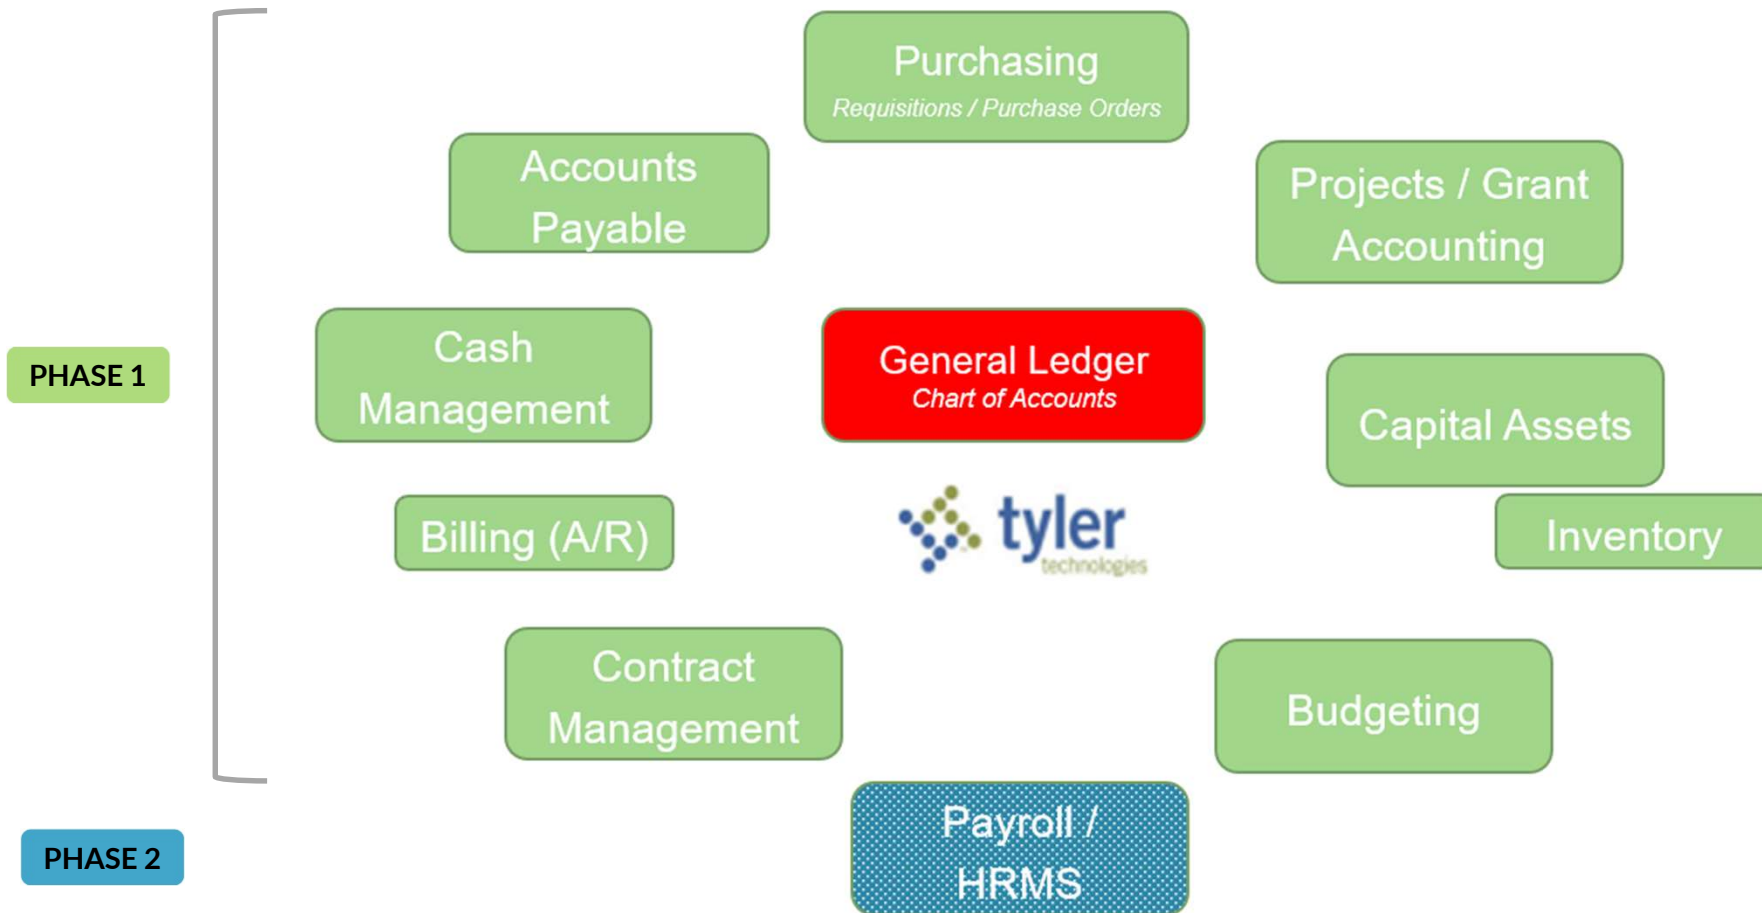 Purchasing
Requisitions / Purchase Orders
Accounts
Payable
Projects / Grant
Accounting
Cash
Management
General Ledger
Chart of Accounts
PHASE 1
Capital Assets
Billing (A/R)
tyler
technologies
Inventory
Contract
Management
Budgeting
Payroll /
HRMS
PHASE 2